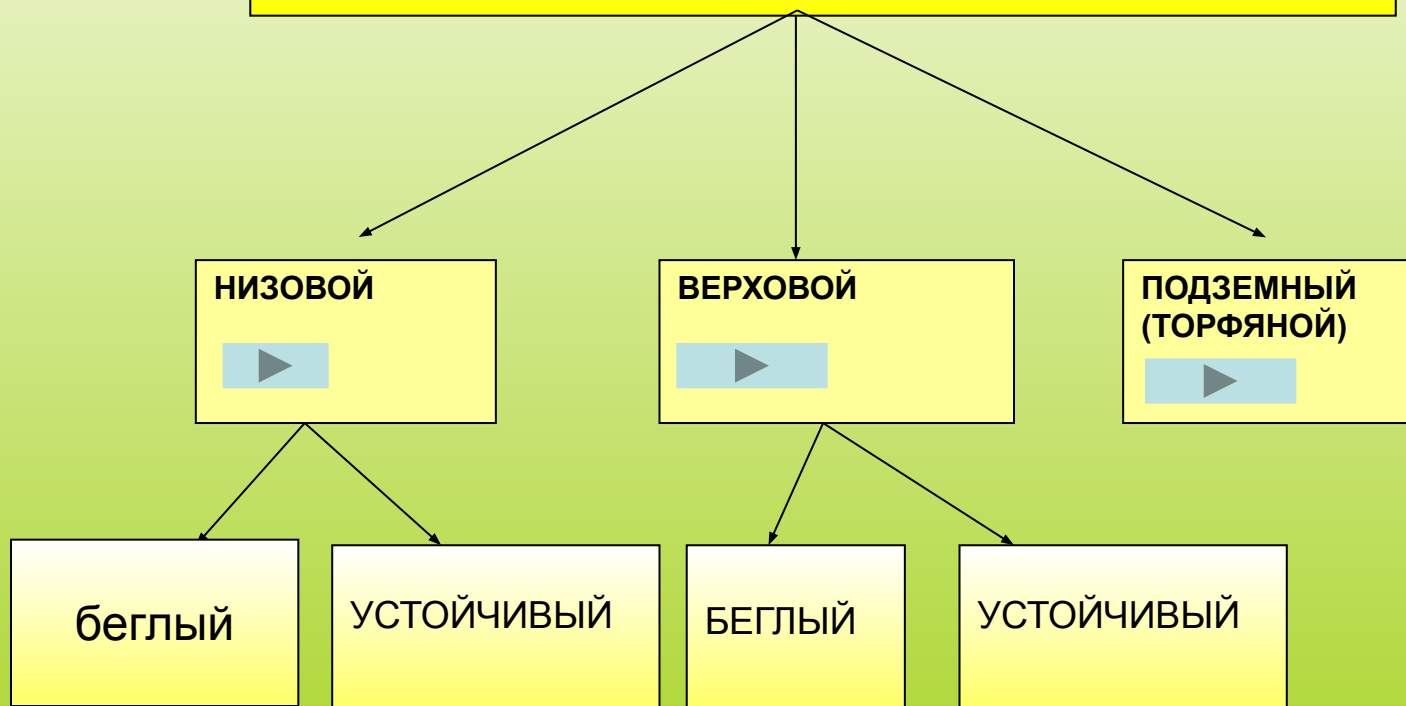 НИЗОВОЙ
ВЕРХОВОЙ
ПОДЗЕМНЫЙ
(ТОРФЯНОЙ)
беглый
УСТОЙЧИВЫЙ
БЕГЛЫЙ
УСТОЙЧИВЫЙ